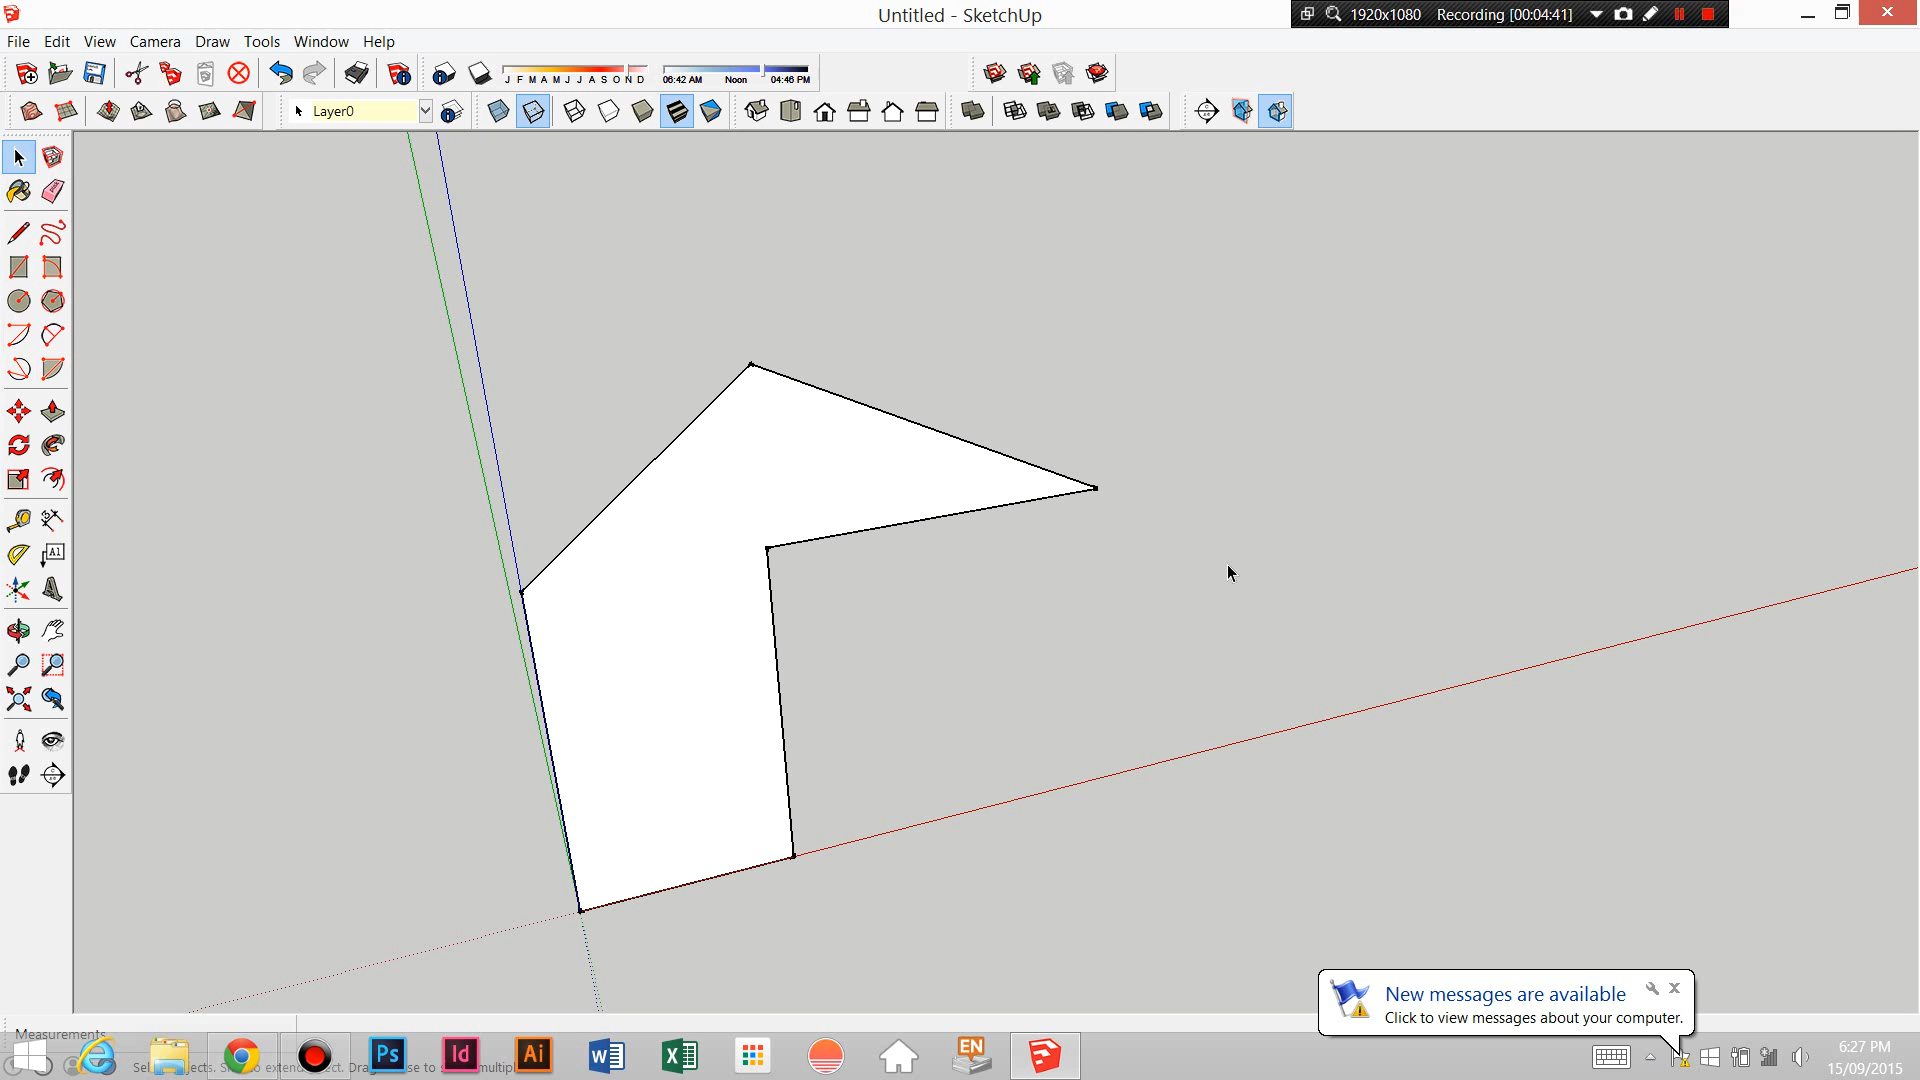 Untitled - SketchUp
1920x1080 Recording [00:04:41]
File Edit View Camera Draw Tools Window Help
J F M A M J J A S O N D 06:42 AM Noon 04:46 PM
Layer0
A1
New messages are available
Click to view messages about your computer.
Measurements
Ps Id Ai EN
6:27 PM
15/09/2015